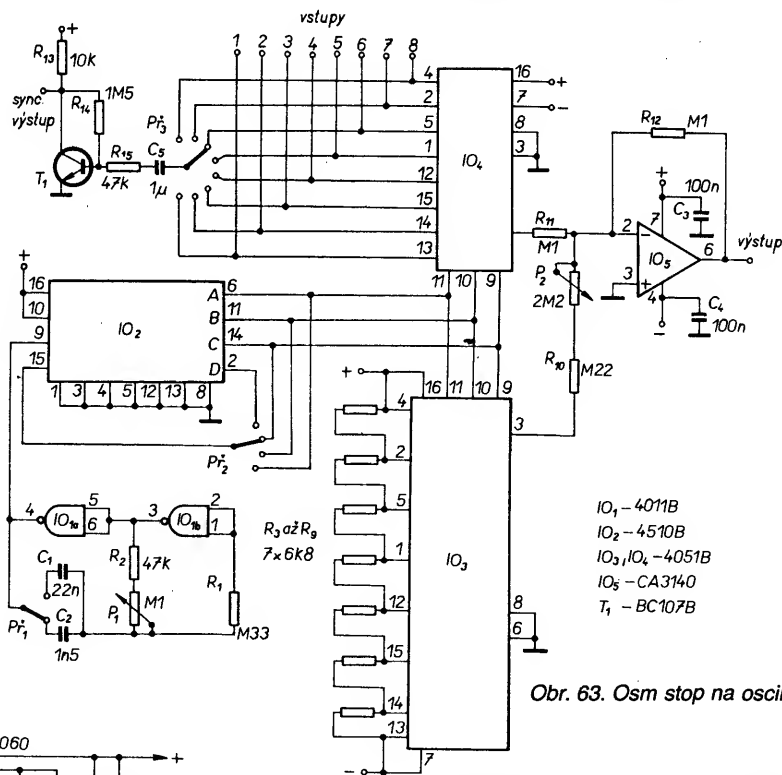 vstupy
1 2 3 4 5 6 7 8
+
R13
10k
sync.
výstup
R14
1M5
Př3
R15
47k
C5
1μ
T1
4
2
5
1
12
15
14
13
IO4
16
+
7
-
8
3
11 10 9
R11
M1
P2
2M2
R10
M22
R12
M1
+
100n
C3
2
-
7
IO5
6
výstup
3
+
4
-
C4
100n
+
16
10
9
15
IO2
A 6
B 11
C 14
D 2
1 3 4 5 12 13 8
Př2
4
IO1a
5
6
3
IO1b
2
1
C1
22n
R2
47k
R1
P1
M1
M33
Př1
C2
1n5
+
16 11 10 9
4
2
5
1
12
15
14
13
3
R3 až R9
7×6k8
IO3
8
6
-
7
IO1 - 4011B
IO2 - 4510B
IO3, IO4 - 4051B
IO5 - CA3140
T1 - BC107B
Obr. 63. Osm stop na oscil
060
+